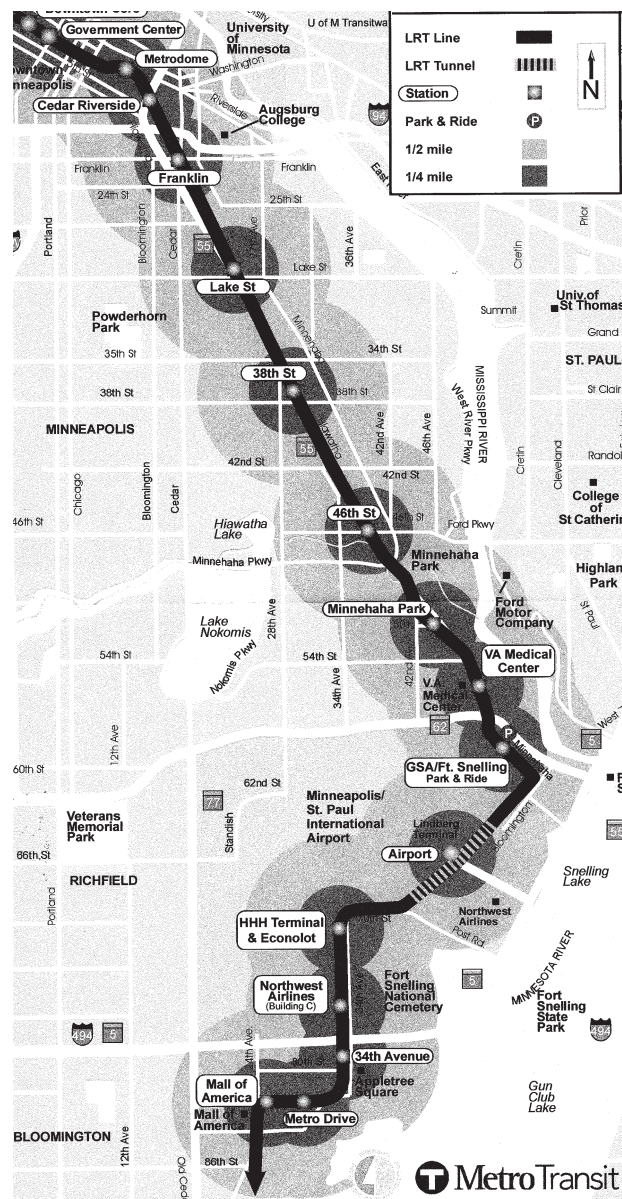 Government Center
U of M Transitway
University
of
Minnesota
Metrodome
Washington
Cedar Riverside
Riverside
Augsburg
College
94
LRT Line
LRT Tunnel
Station
Park & Ride
P
1/2 mile
1/4 mile
N
Franklin
Franklin
Franklin
24th St
25th St
Portland
Bloomington
Cedar
55
36th Ave
Lake St
Lake St
Cretin
Prior
Powderhorn
Park
Summit
Univ.of
St Thomas
Grand
35th St
34th St
ST. PAUL
38th St
38th St
38th St
St Clair
MISSISSIPPI RIVER
West River Pkwy
MINNEAPOLIS
55
42nd Ave
46th Ave
42nd St
42nd St
Chicago
Bloomington
Cedar
Cretin
Cleveland
College
of
St Catherin
46th St
46th St
46th St
Ford Pkwy
Hiawatha
Lake
Minnehaha Pkwy
Minnehaha
Park
Highlan
Park
28th Ave
Minnehaha Park
Ford
Motor
Company
St Paul
Lake
Nokomis
Nokomis Pkwy
54th St
54th St
34th Ave
42nd
VA Medical
Center
V.A.
Medical
Center
62
P
Minnehaha
5
12th Ave
60th St
GSA/Ft. Snelling
Park & Ride
62nd St
77
Standish
Minneapolis/
St. Paul
International
Airport
Veterans
Memorial
Park
Lindberg
Terminal
Bloomington
55
Airport
66th St
RICHFIELD
Portland
Snelling
Lake
Northwest
Airlines
Post Rd
HHH Terminal
& Econolot
MINNESOTA RIVER
Northwest
Airlines
(Building C)
Fort
Snelling
National
Cemetery
5
Fort
Snelling
State
Park
494
494
5
34th Avenue
80th St
Mall of
America
Appletree
Square
Mall of
America
Metro Drive
Gun
Club
Lake
BLOOMINGTON
12th Ave
86th St
T MetroTransit